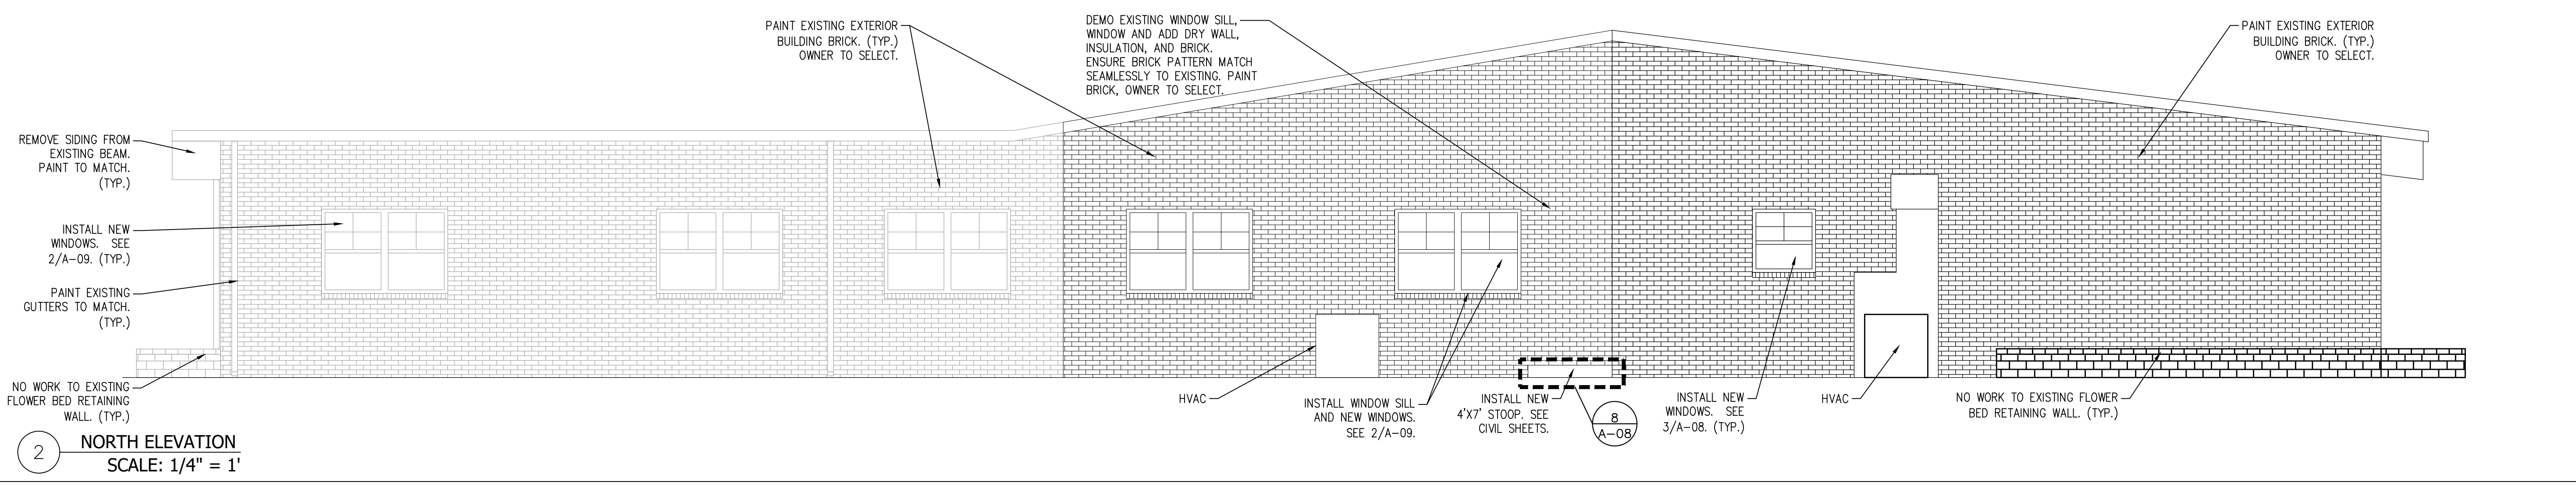 PAINT EXISTING EXTERIOR
BUILDING BRICK. (TYP.)
OWNER TO SELECT.
DEMO EXISTING WINDOW SILL,
WINDOW AND ADD DRY WALL,
INSULATION, AND BRICK.
ENSURE BRICK PATTERN MATCH
SEAMLESSLY TO EXISTING. PAINT
BRICK, OWNER TO SELECT.
PAINT EXISTING EXTERIOR
BUILDING BRICK. (TYP.)
OWNER TO SELECT.
REMOVE SIDING FROM
EXISTING BEAM.
PAINT TO MATCH.
(TYP.)
INSTALL NEW
WINDOWS. SEE
2/A-09. (TYP.)
PAINT EXISTING
GUTTERS TO MATCH.
(TYP.)
NO WORK TO EXISTING
FLOWER BED RETAINING
WALL. (TYP.)
HVAC
INSTALL WINDOW SILL
AND NEW WINDOWS.
SEE 2/A-09.
INSTALL NEW
4'X7' STOOP. SEE
CIVIL SHEETS.
8
A-08
INSTALL NEW
WINDOWS. SEE
3/A-08. (TYP.)
HVAC
NO WORK TO EXISTING FLOWER
BED RETAINING WALL. (TYP.)
2
NORTH ELEVATION
SCALE: 1/4" = 1'